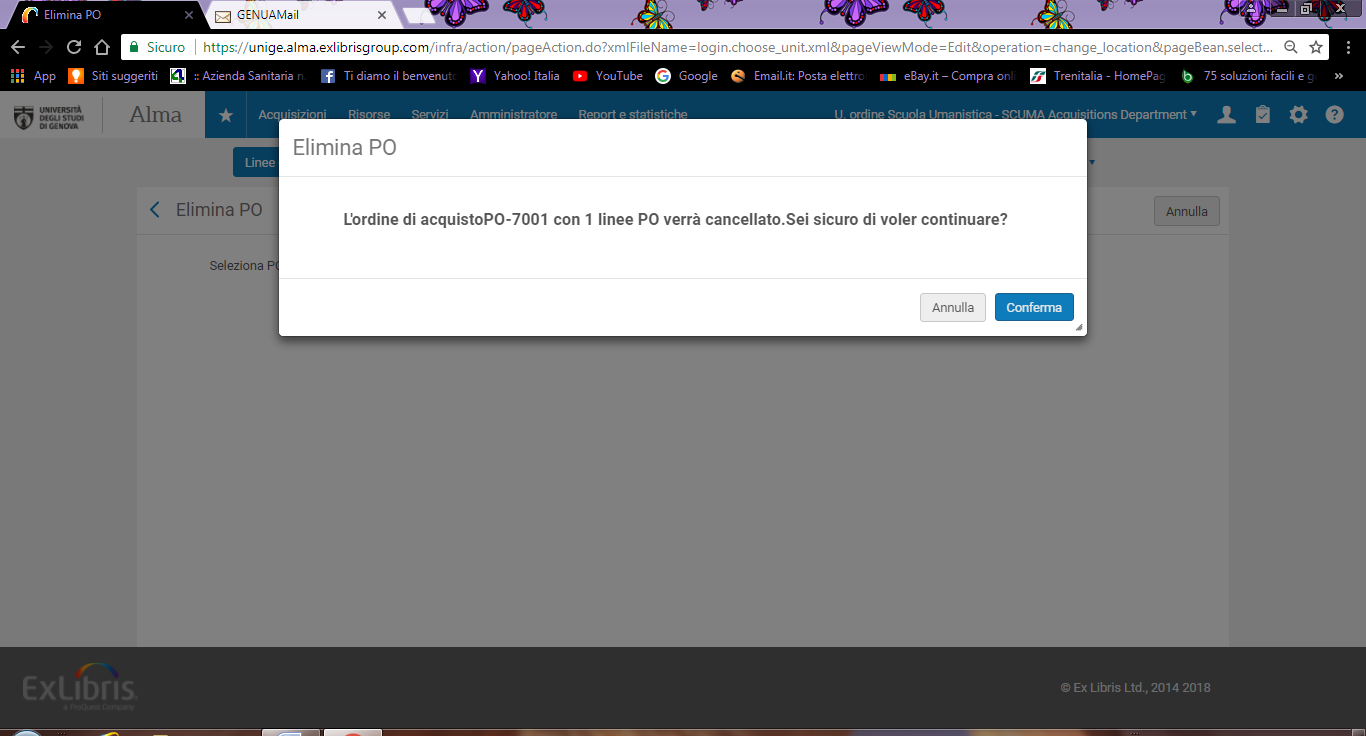 Elimina PO
GENUAMail
Sicuro
https://unige.alma.exlibrisgroup.com/infra/action/pageAction.do?xmlFileName=login.choose_unit.xml&pageViewMode=Edit&operation=change_location&pageBean.select...
App
Siti suggeriti
:: Azienda Sanitaria n.
Ti diamo il benvenuto
Yahoo! Italia
YouTube
Google
Email.it: Posta elettro
eBay.it – Compra onli
Trenitalia - HomePag
75 soluzioni facili e g
»
UNIVERSITÀ
DEGLI STUDI
DI GENOVA
Alma
Acquisizioni
Risorse
Servizi
Amministratore
Report e statistiche
U. ordine Scuola Umanistica - SCUMA Acquisitions Department
Linee
Elimina PO
Annulla
Seleziona PO
Elimina PO
L'ordine di acquistoPO-7001 con 1 linee PO verrà cancellato.Sei sicuro di voler continuare?
Annulla
Conferma
ExLibris
a ProQuest Company
© Ex Libris Ltd., 2014 2018